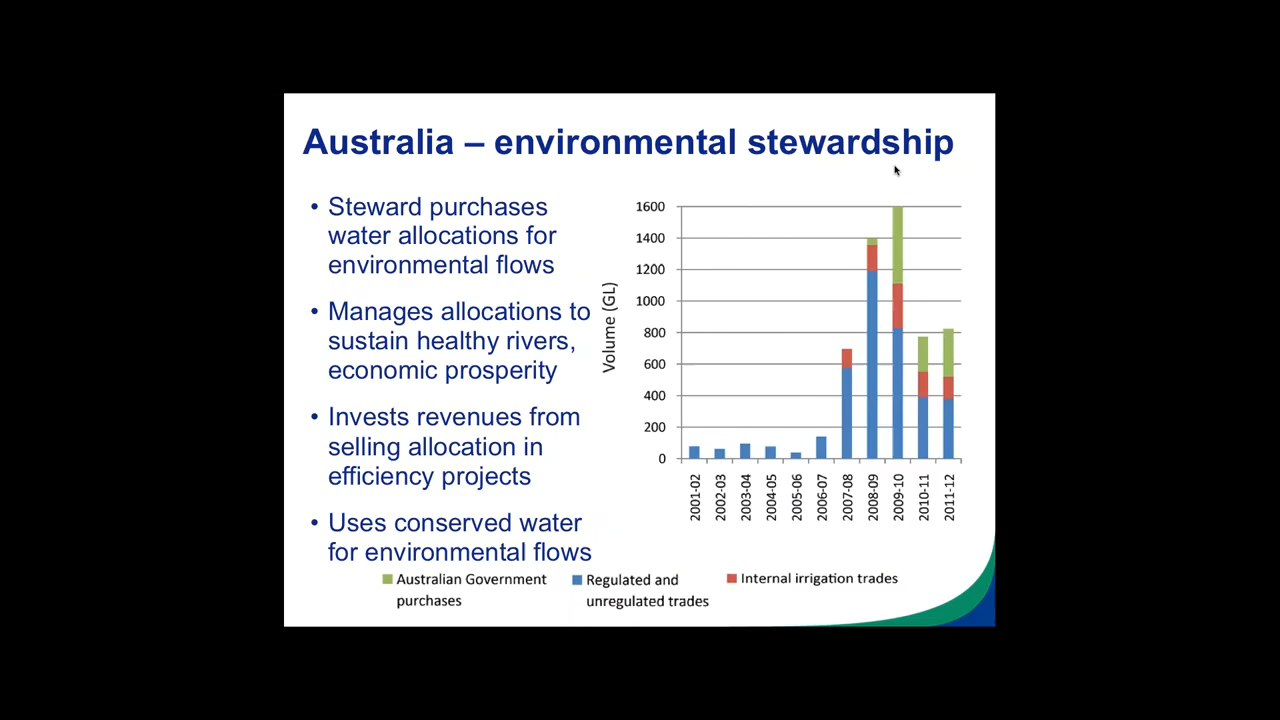 Australia – environmental stewardship
• Steward purchases
water allocations for
environmental flows
• Manages allocations to
sustain healthy rivers,
economic prosperity
• Invests revenues from
selling allocation in
efficiency projects
• Uses conserved water
for environmental flows
Volume (GL)
1600
1400
1200
1000
800
600
400
200
0
2001-02
2002-03
2003-04
2004-05
2005-06
2006-07
2007-08
2008-09
2009-10
2010-11
2011-12
Australian Government
purchases
Regulated and
unregulated trades
Internal irrigation trades